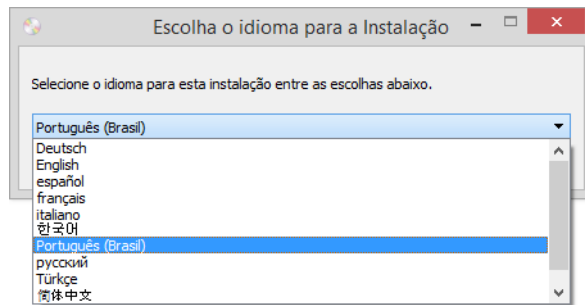 Escolha o idioma para a Instalação
Selecione o idioma para esta instalação entre as escolhas abaixo.
Português (Brasil)
Deutsch
English
español
français
italiano
한국어
Português (Brasil)
русский
Türkçe
简体中文